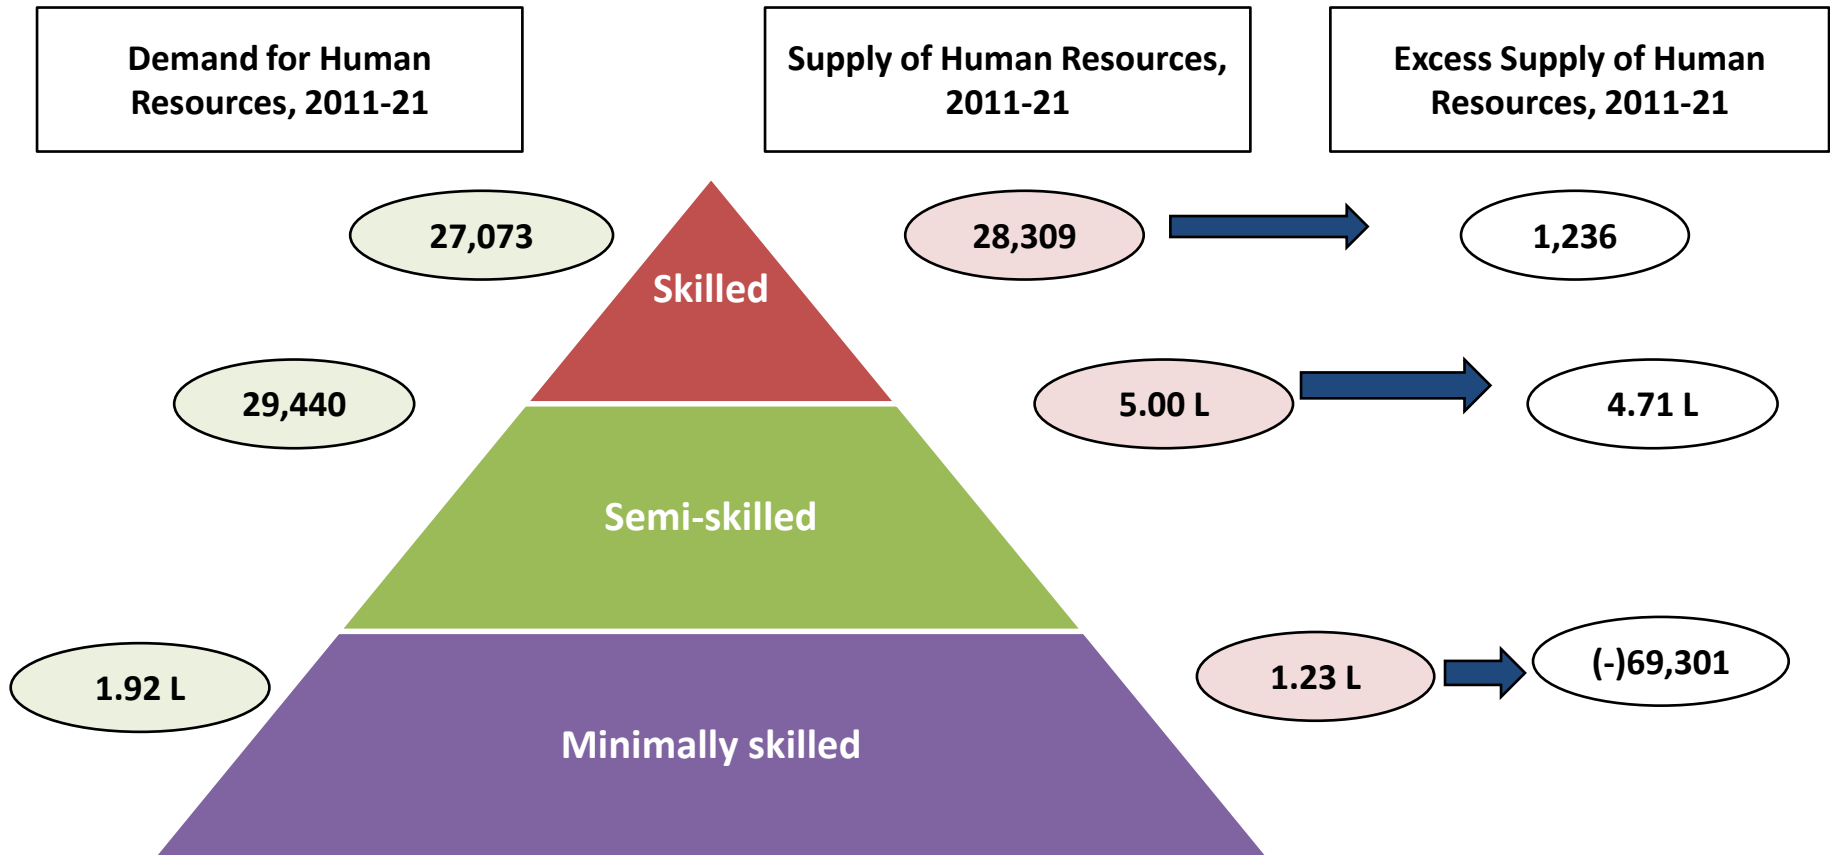 Demand for Human
Resources, 2011-21
Supply of Human Resources,
2011-21
Excess Supply of Human
Resources, 2011-21
27,073
Skilled
28,309
1,236
29,440
Semi-skilled
5.00 L
4.71 L
1.92 L
Minimally skilled
1.23 L
(-)69,301